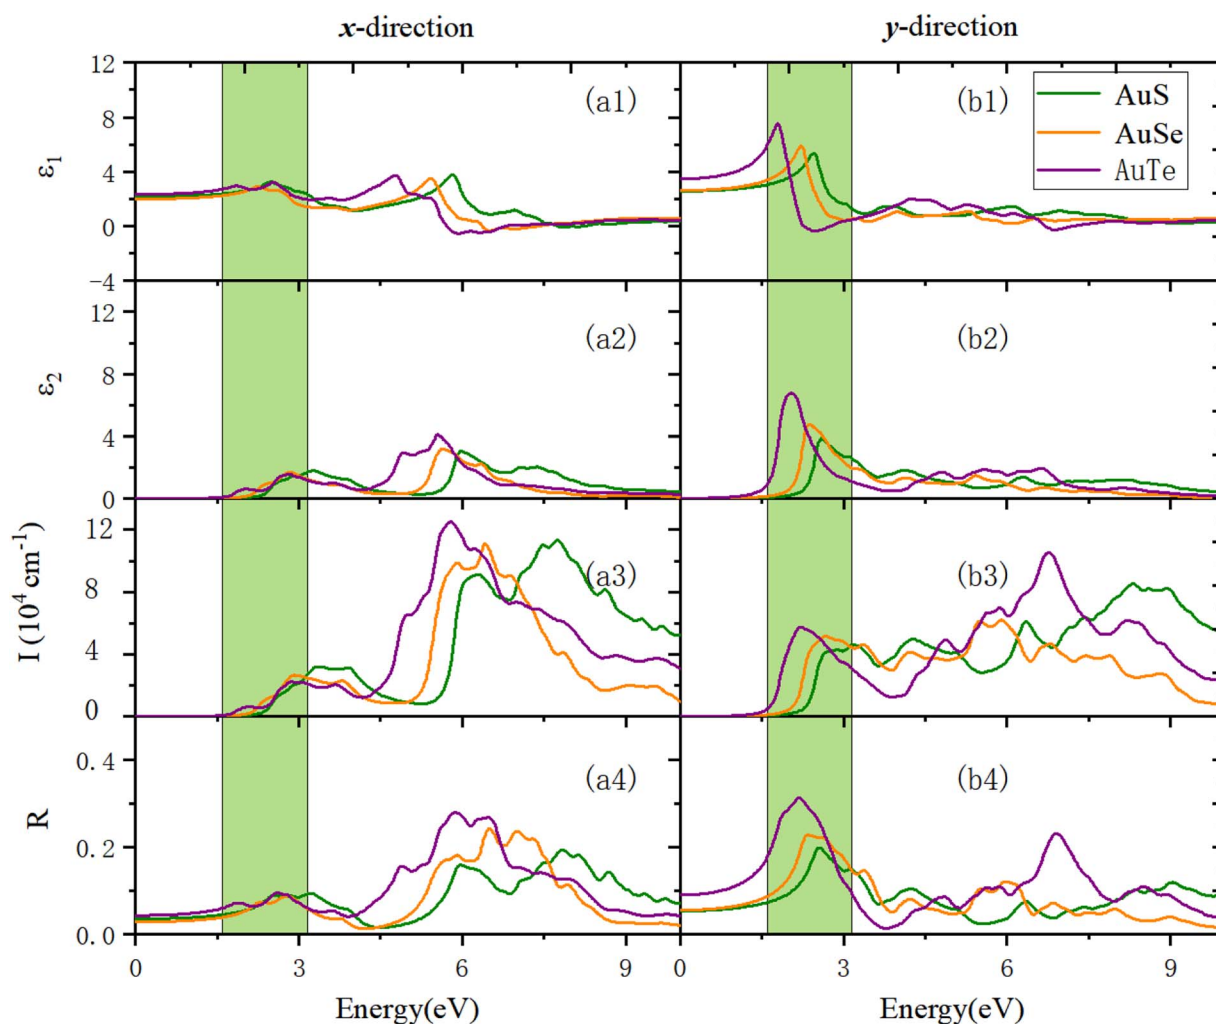 x-direction
y-direction
12
8
4
0
-4
ε1
(a1)
(b1)
AuS
AuSe
AuTe
12
8
4
0
ε2
(a2)
(b2)
12
8
4
0
I (10⁴ cm⁻¹)
(a3)
(b3)
0.4
0.2
0.0
R
(a4)
(b4)
0 3 6 9 0 3 6 9
Energy(eV)
Energy(eV)